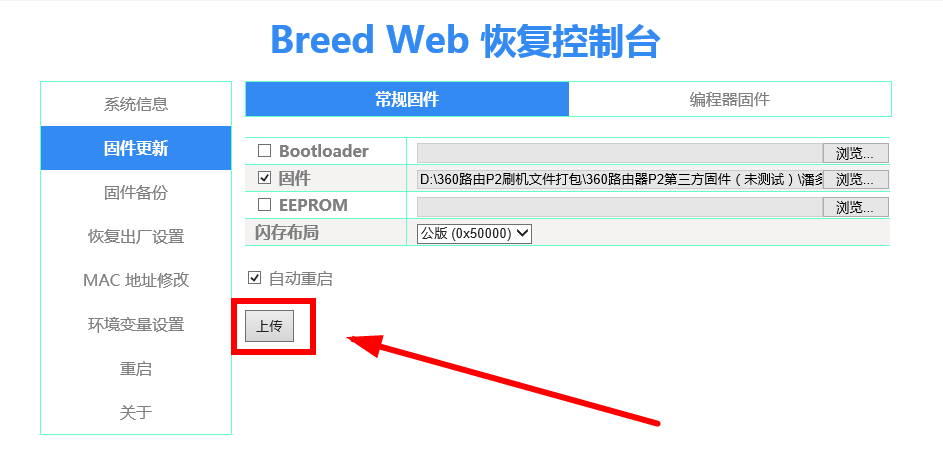 Breed Web 恢复控制台
系统信息
固件更新
固件备份
恢复出厂设置
MAC 地址修改
环境变量设置
重启
关于
常规固件 编程器固件
Bootloader 浏览...
固件 D:\360路由P2刷机文件打包\360路由器P2第三方固件（未测试）\潘多 浏览...
EEPROM 浏览...
闪存布局 公版 (0x50000)
自动重启
上传